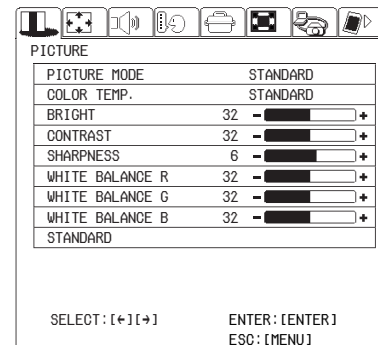 PICTURE
PICTURE MODE STANDARD
COLOR TEMP. STANDARD
BRIGHT 32 - +
CONTRAST 32 - +
SHARPNESS 6 - +
WHITE BALANCE R 32 - +
WHITE BALANCE G 32 - +
WHITE BALANCE B 32 - +
STANDARD
SELECT:[←][→] ENTER:[ENTER]
ESC:[MENU]